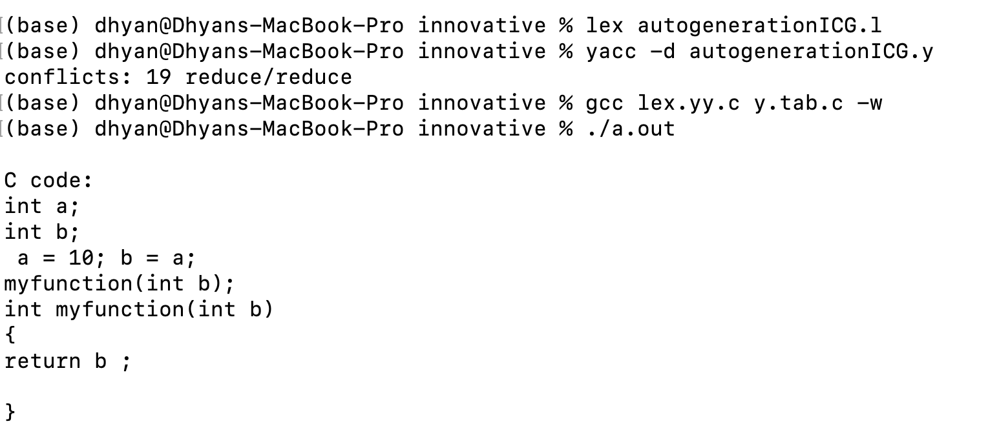 (base) dhyan@Dhyans-MacBook-Pro innovative % lex autogenerationICG.l
(base) dhyan@Dhyans-MacBook-Pro innovative % yacc -d autogenerationICG.y
conflicts: 19 reduce/reduce
(base) dhyan@Dhyans-MacBook-Pro innovative % gcc lex.yy.c y.tab.c -w
(base) dhyan@Dhyans-MacBook-Pro innovative % ./a.out
C code:
int a;
int b;
 a = 10; b = a;
myfunction(int b);
int myfunction(int b)
{
return b ;
}